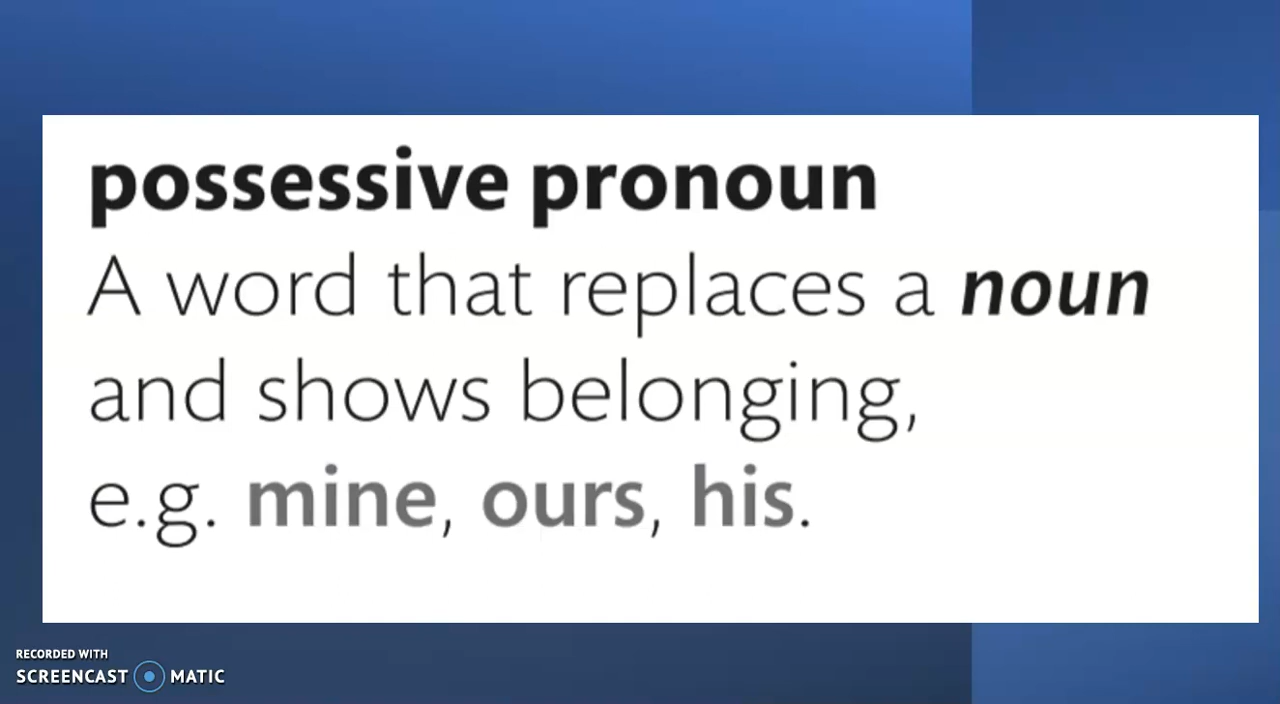 possessive pronoun
A word that replaces a noun
and shows belonging,
e.g. mine, ours, his.
RECORDED WITH
SCREENCAST MATIC